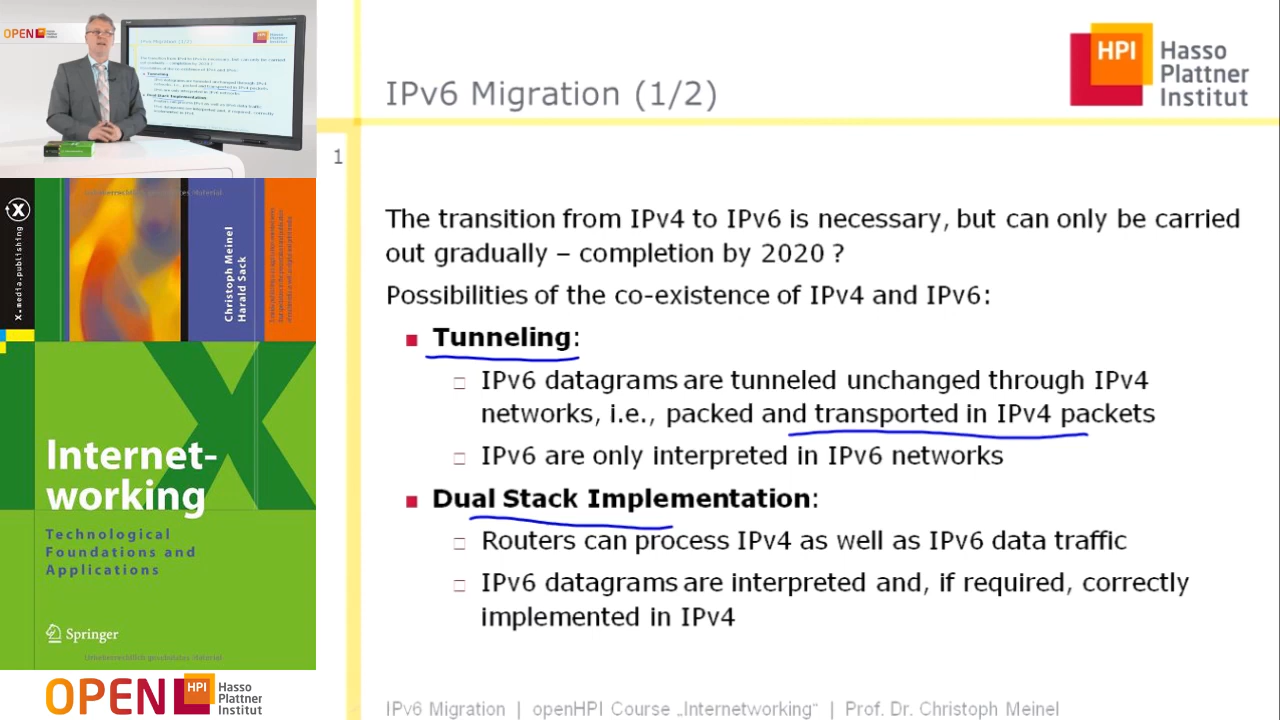 OPEN HPI
IPv6 Migration (1/2)
HPI Hasso
Plattner
Institut
1
The transition from IPv4 to IPv6 is necessary, but can only be carried
out gradually – completion by 2020 ?
Possibilities of the co-existence of IPv4 and IPv6:
Tunneling:
IPv6 datagrams are tunneled unchanged through IPv4
networks, i.e., packed and transported in IPv4 packets
IPv6 are only interpreted in IPv6 networks
Dual Stack Implementation:
Routers can process IPv4 as well as IPv6 data traffic
IPv6 datagrams are interpreted and, if required, correctly
implemented in IPv4
IPv6 Migration | openHPI Course „Internetworking“ | Prof. Dr. Christoph Meinel
X.media.publishing
Christoph Meinel
Harald Sack
Internet-
working
Technological
Foundations and
Applications
Springer
Urheberrechtlich geschütztes Material
OPEN HPI Hasso
Plattner
Institut